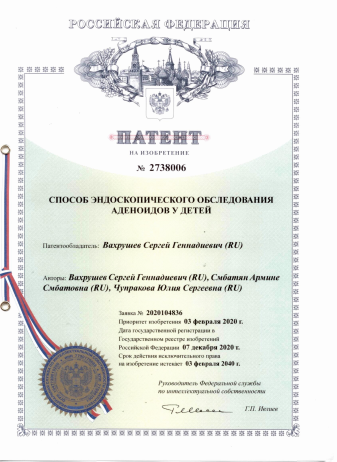 РОССИЙСКАЯ ФЕДЕРАЦИЯ
ПАТЕНТ
НА ИЗОБРЕТЕНИЕ
№ 2738006
СПОСОБ ЭНДОСКОПИЧЕСКОГО ОБСЛЕДОВАНИЯ
АДЕНОИДОВ У ДЕТЕЙ
Патентообладатель: Вахрушев Сергей Геннадиевич (RU)
Авторы: Вахрушев Сергей Геннадиевич (RU), Смбатян Армине
Смбатовна (RU), Чупракова Юлия Сергеевна (RU)
Заявка № 2020104836
Приоритет изобретения 03 февраля 2020 г.
Дата государственной регистрации в
Государственном реестре изобретений
Российской Федерации 07 декабря 2020 г.
Срок действия исключительного права
на изобретение истекает 03 февраля 2040 г.
Руководитель Федеральной службы
по интеллектуальной собственности
Г.П. Ивлиев